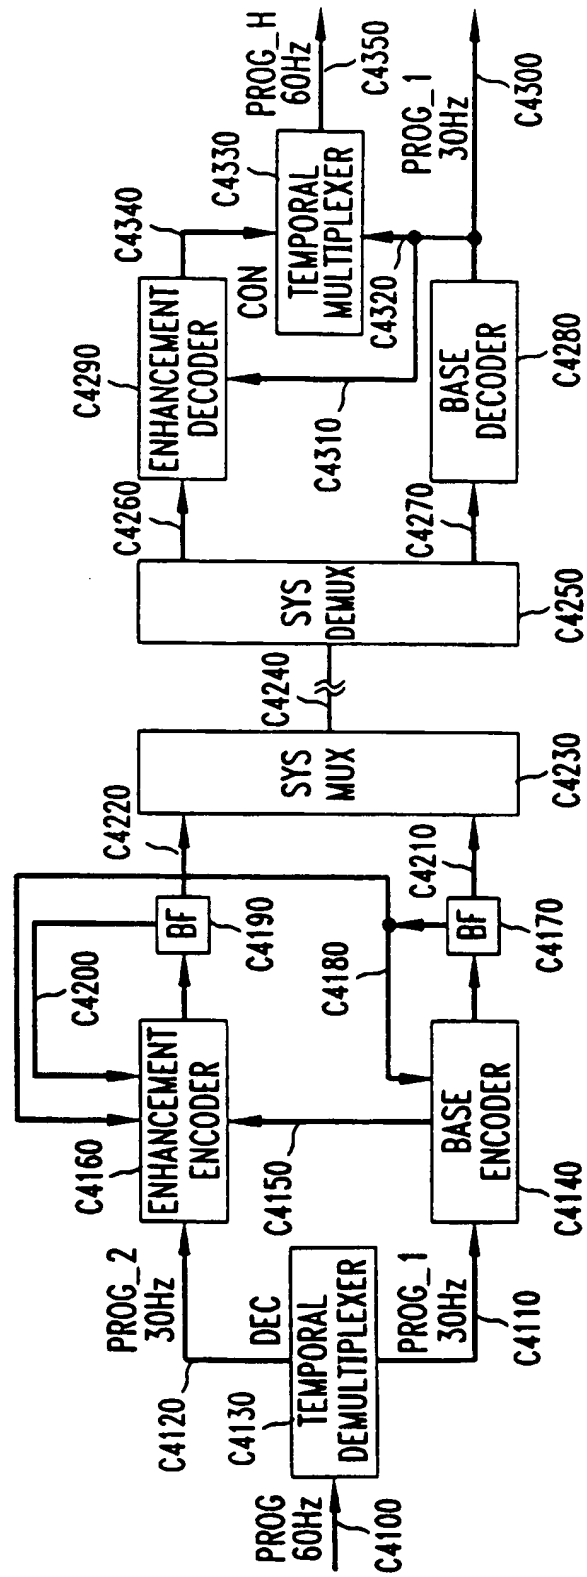 PROG
60Hz
C4100
C4130
TEMPORAL
DEMULTIPLEXER
DEC
C4120
PROG_2
30Hz
PROG_1
30Hz
C4110
C4160
ENHANCEMENT
ENCODER
C4150
BASE
ENCODER
C4140
C4200
C4180
BF
C4190
BF
C4170
C4220
C4210
SYS
MUX
C4230
C4240
SYS
DEMUX
C4250
C4260
C4270
C4290
ENHANCEMENT
DECODER
C4310
BASE
DECODER
C4280
C4340
CON
C4320
C4330
TEMPORAL
MULTIPLEXER
PROG_H
60Hz
C4350
PROG_1
30Hz
C4300